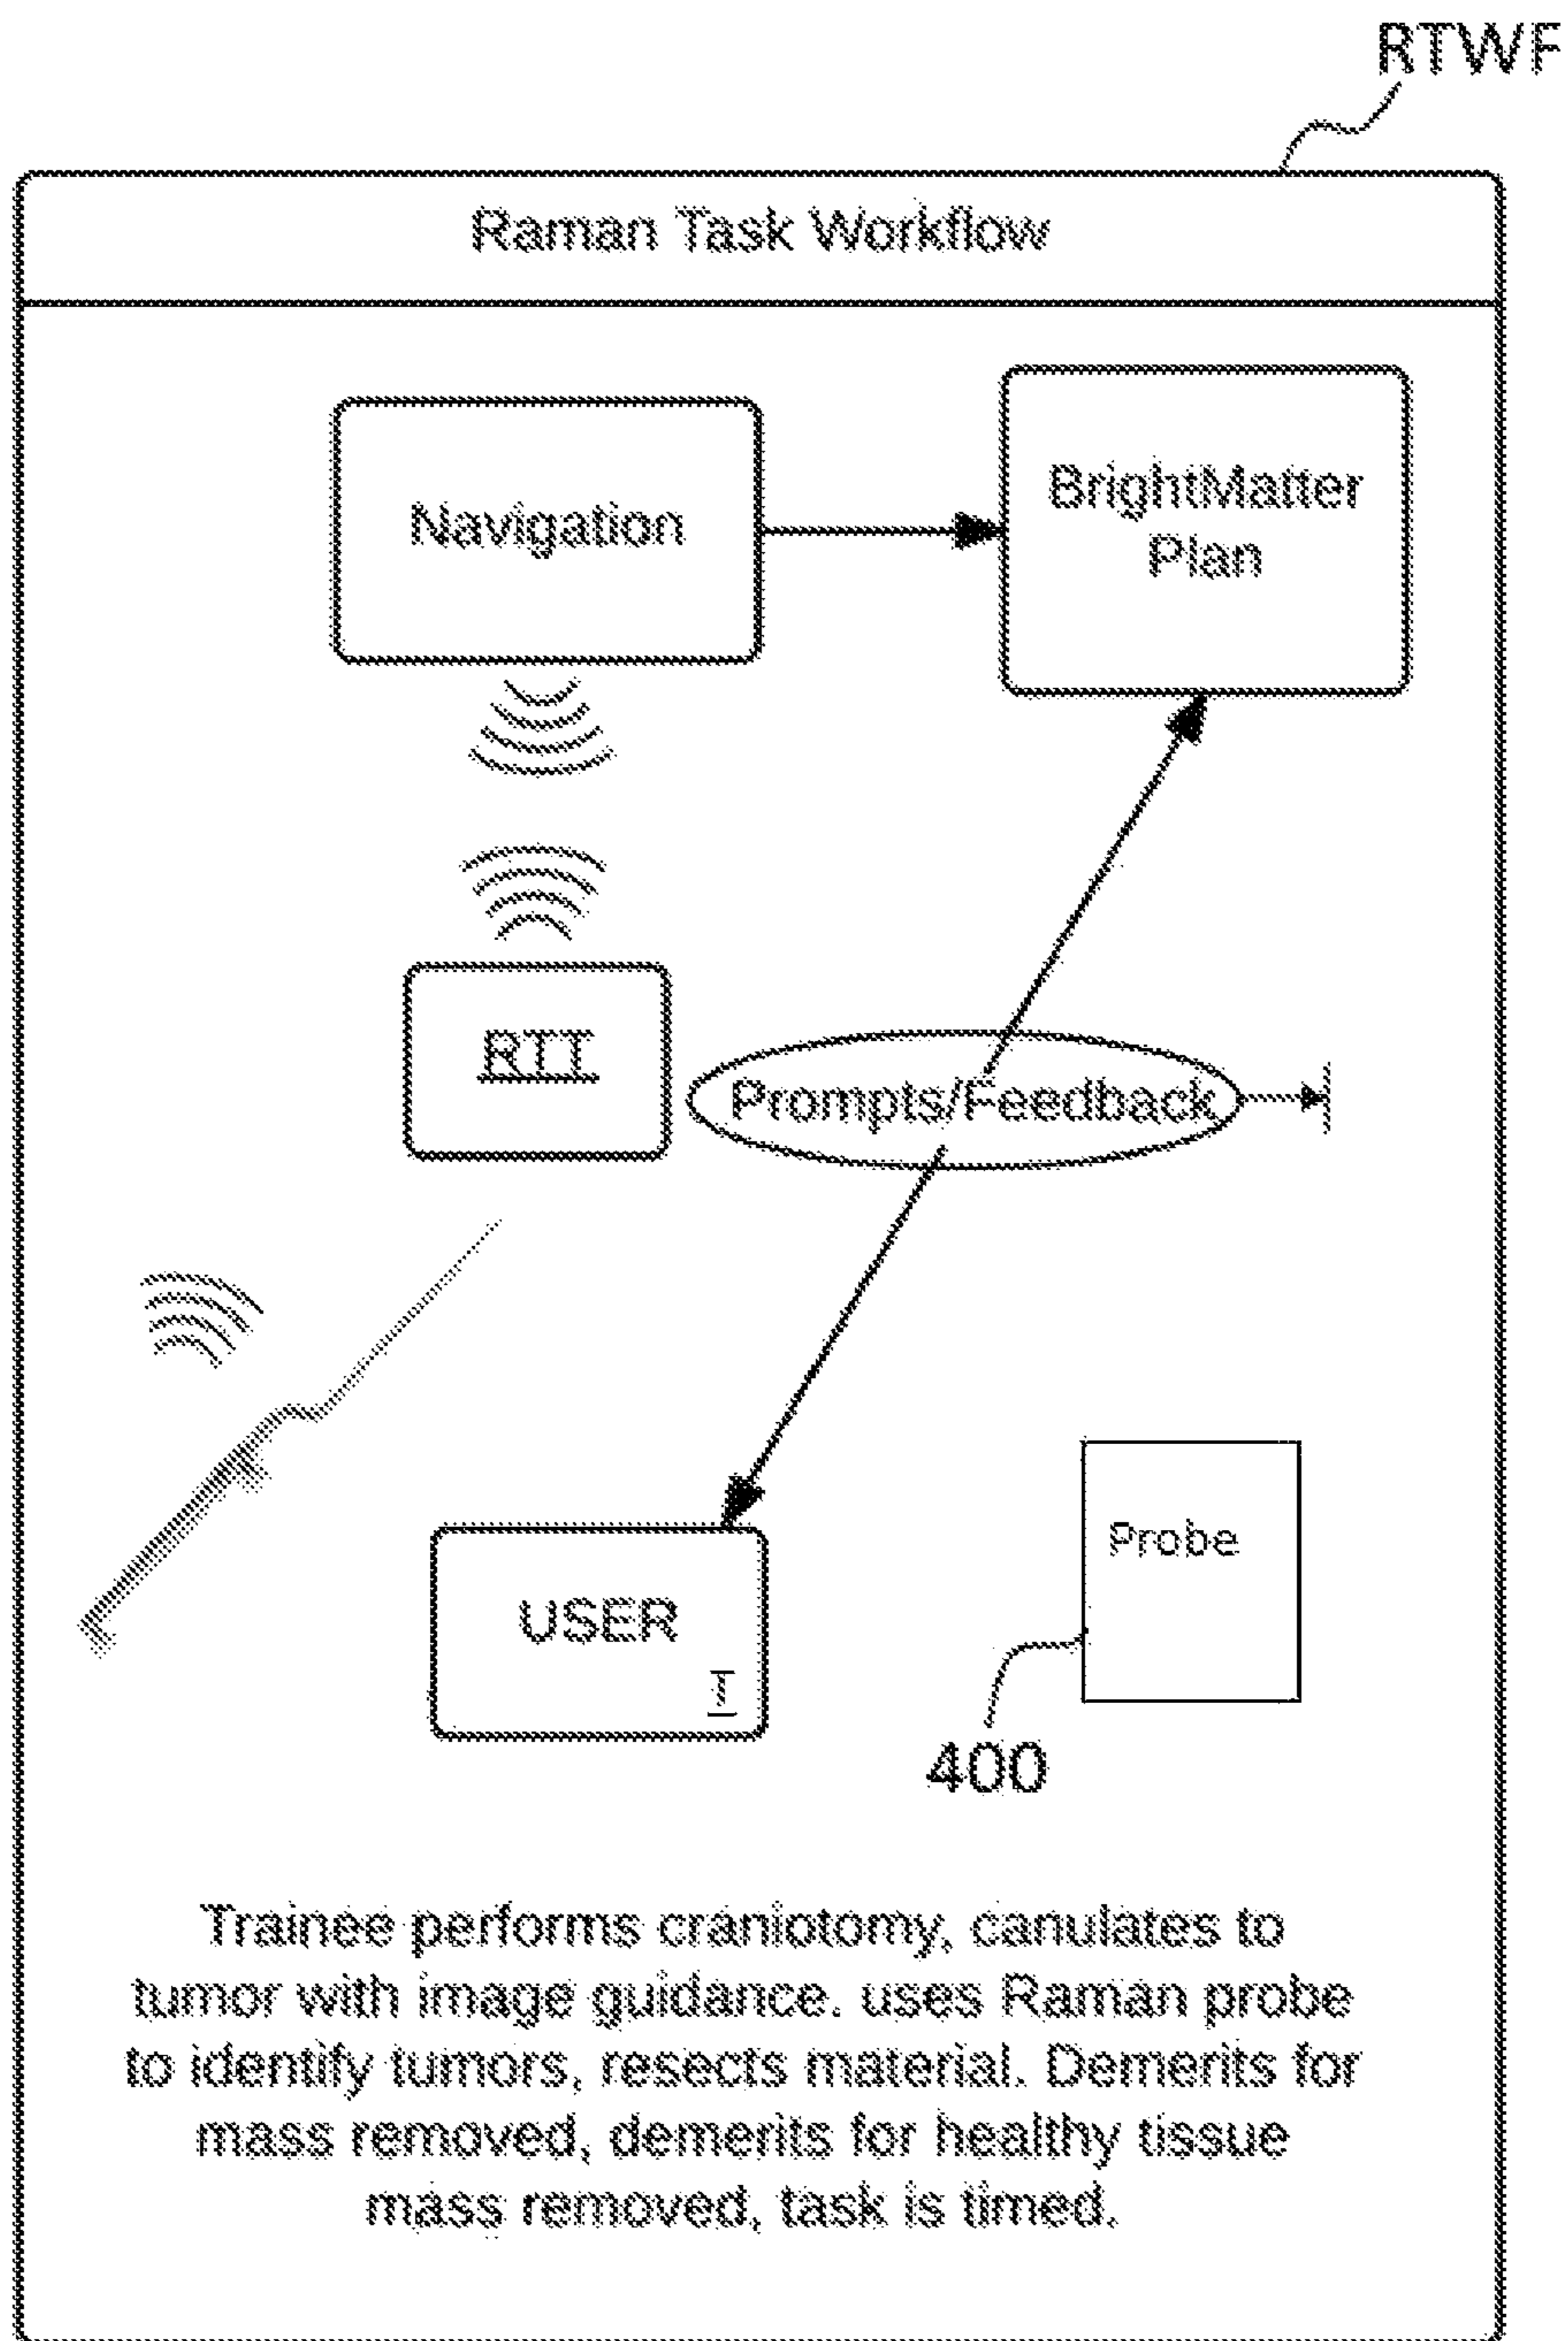 RTWF
Raman Task Workflow
Navigation
BrightMatter
Plan
RTT
Prompts/Feedback
USER
T
Probe
400
Trainee performs craniotomy, canulates to
tumor with image guidance. uses Raman probe
to identify tumors, resects material. Demerits for
mass removed, demerits for healthy tissue
mass removed, task is timed.